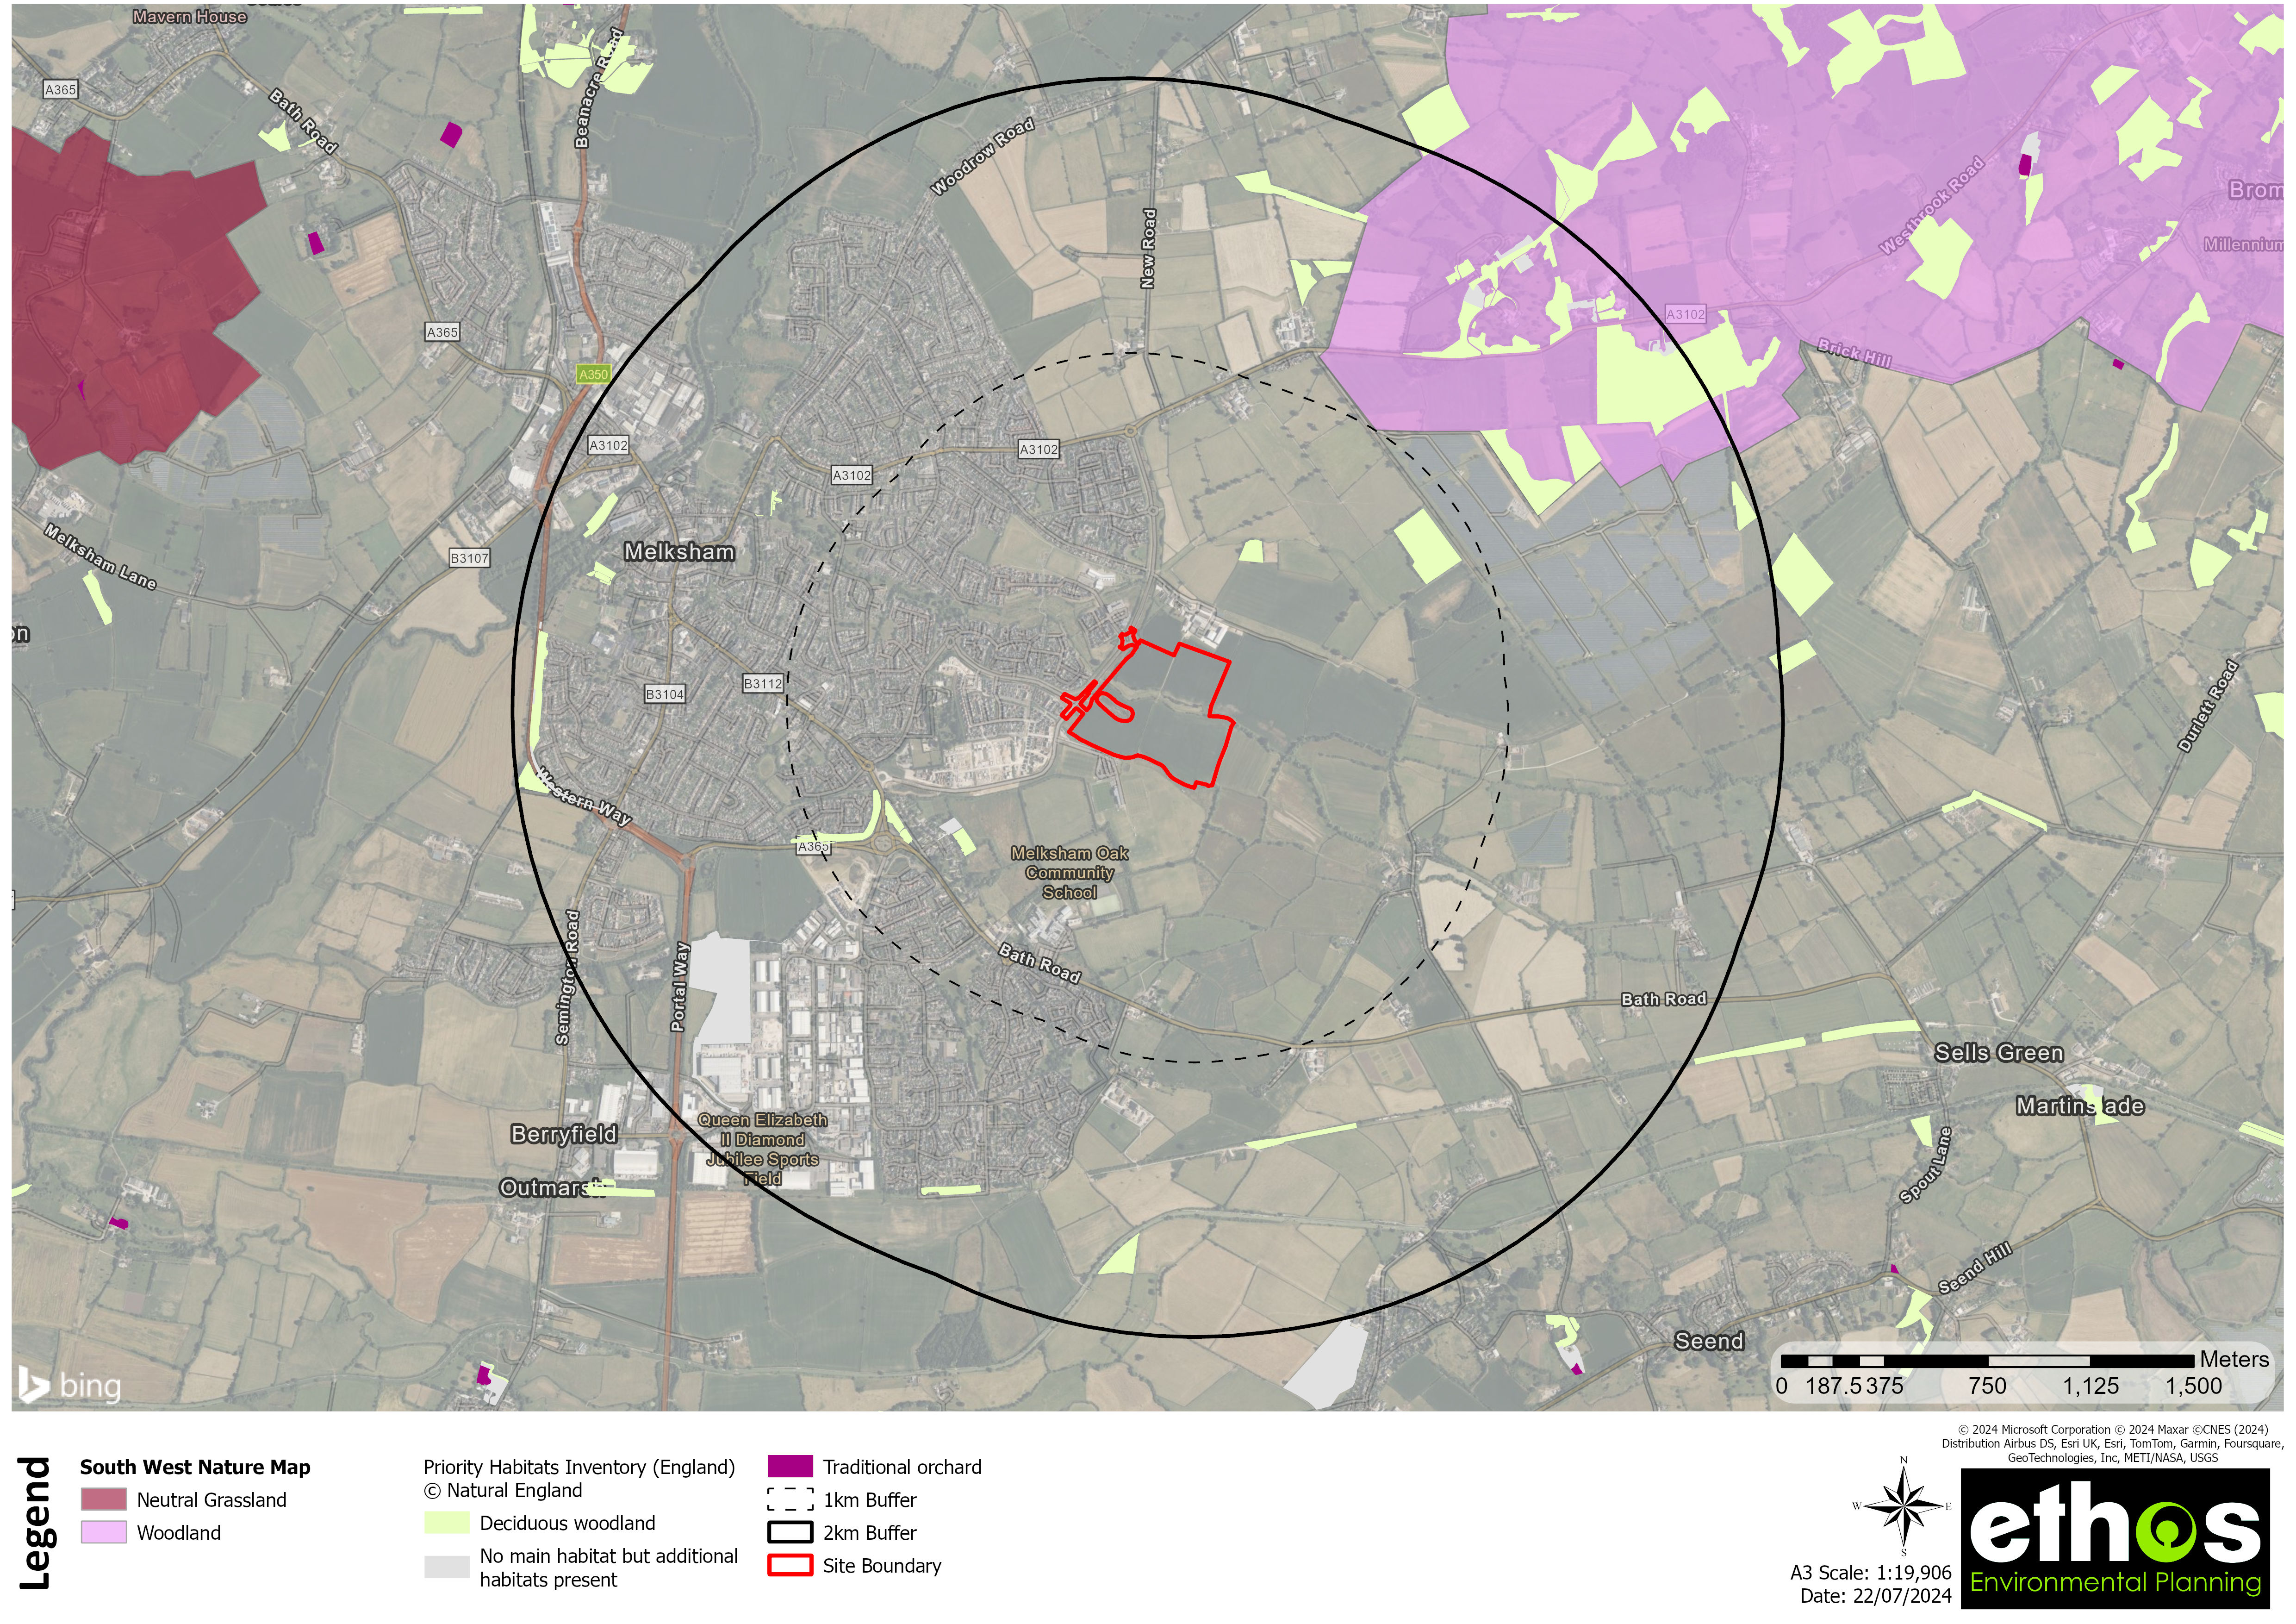 Mavern House
A365
Bath Road
Beanacre Road
Woodrow Road
New Road
Westbrook Road
Brom
Millennium
A365
A3102
Brick Hill
A350
A3102
A3102
A3102
Melksham Lane
B3107
Melksham
on
B3104
B3112
Durlett Road
Western Way
A365
Melksham Oak
Community
School
Semington Road
Portal Way
Bath Road
Bath Road
Sells Green
Martinslade
Queen Elizabeth
II Diamond
Jubilee Sports
Field
Berryfield
Outmarsh
Spout Lane
Seend Hill
Seend
bing
Meters
0 187.5 375 750 1,125 1,500
© 2024 Microsoft Corporation © 2024 Maxar ©CNES (2024)
Distribution Airbus DS, Esri UK, Esri, TomTom, Garmin, Foursquare,
GeoTechnologies, Inc, METI/NASA, USGS
Legend
South West Nature Map
Neutral Grassland
Woodland
Priority Habitats Inventory (England)
© Natural England
Deciduous woodland
No main habitat but additional
habitats present
Traditional orchard
1km Buffer
2km Buffer
Site Boundary
N
W E
S
A3 Scale: 1:19,906
Date: 22/07/2024
ethos
Environmental Planning